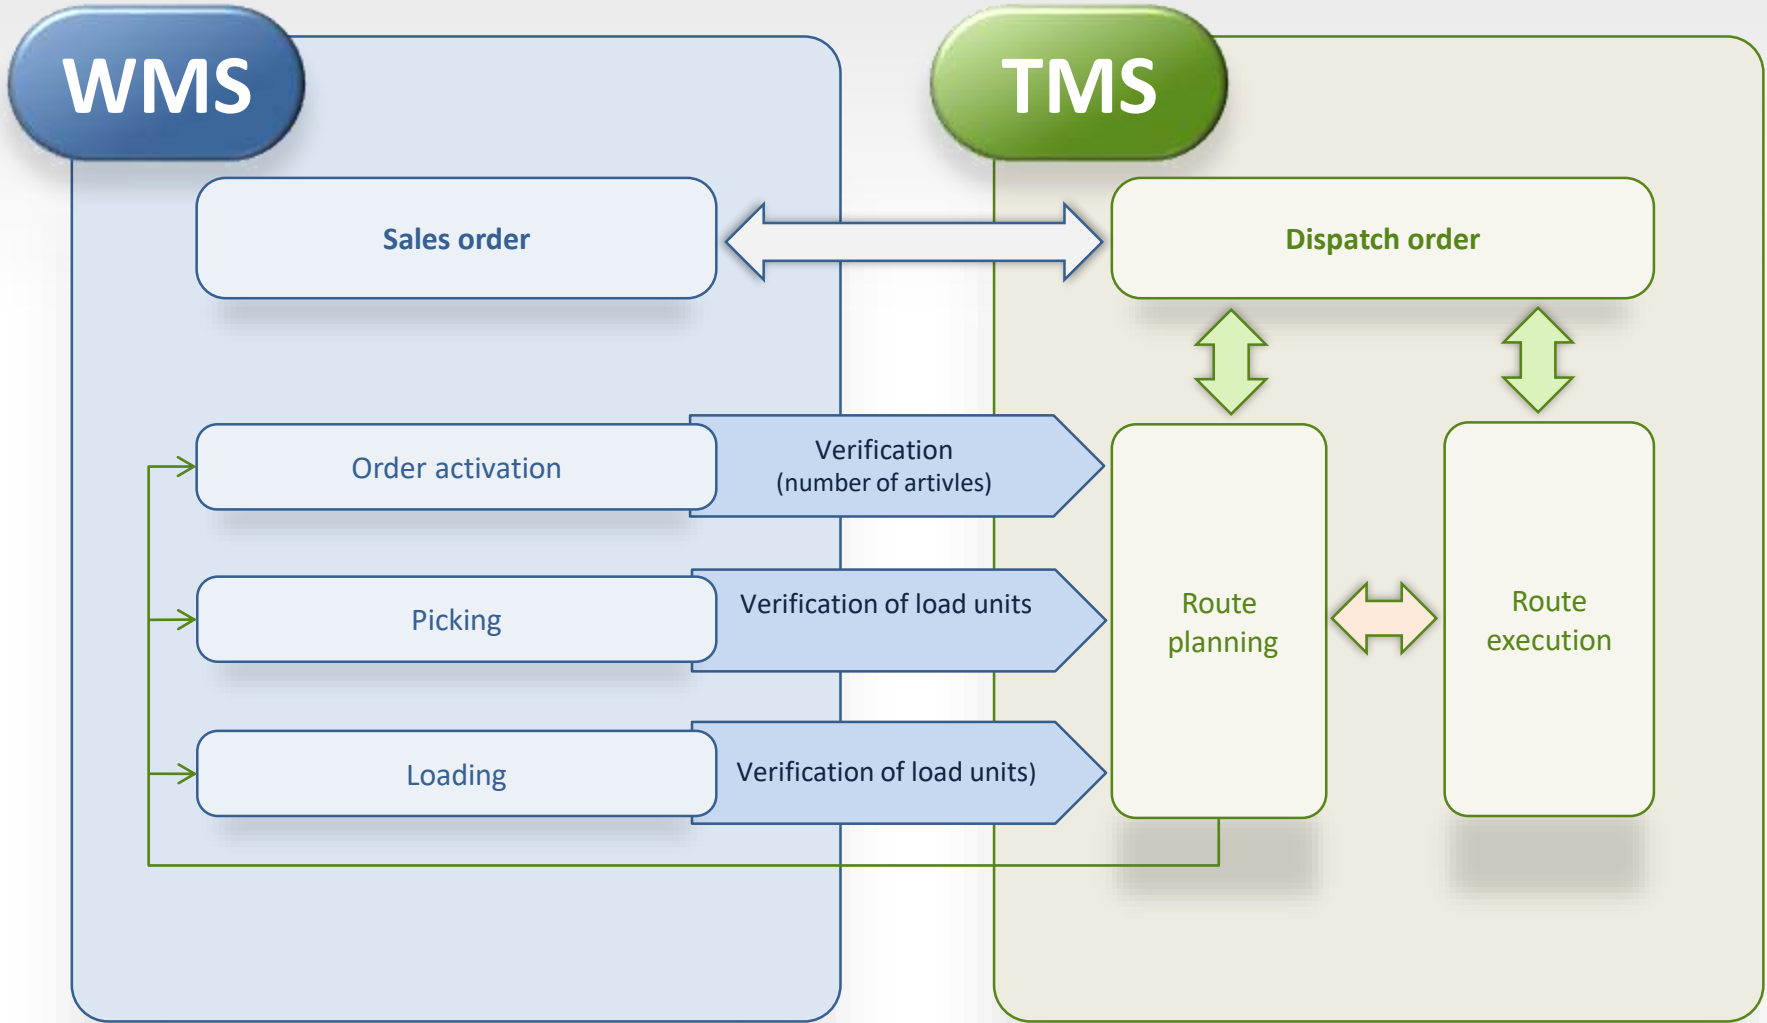 WMS
TMS
Sales order
Dispatch order
Order activation
Verification
(number of artivles)
Picking
Verification of load units
Route
planning
Route
execution
Loading
Verification of load units)